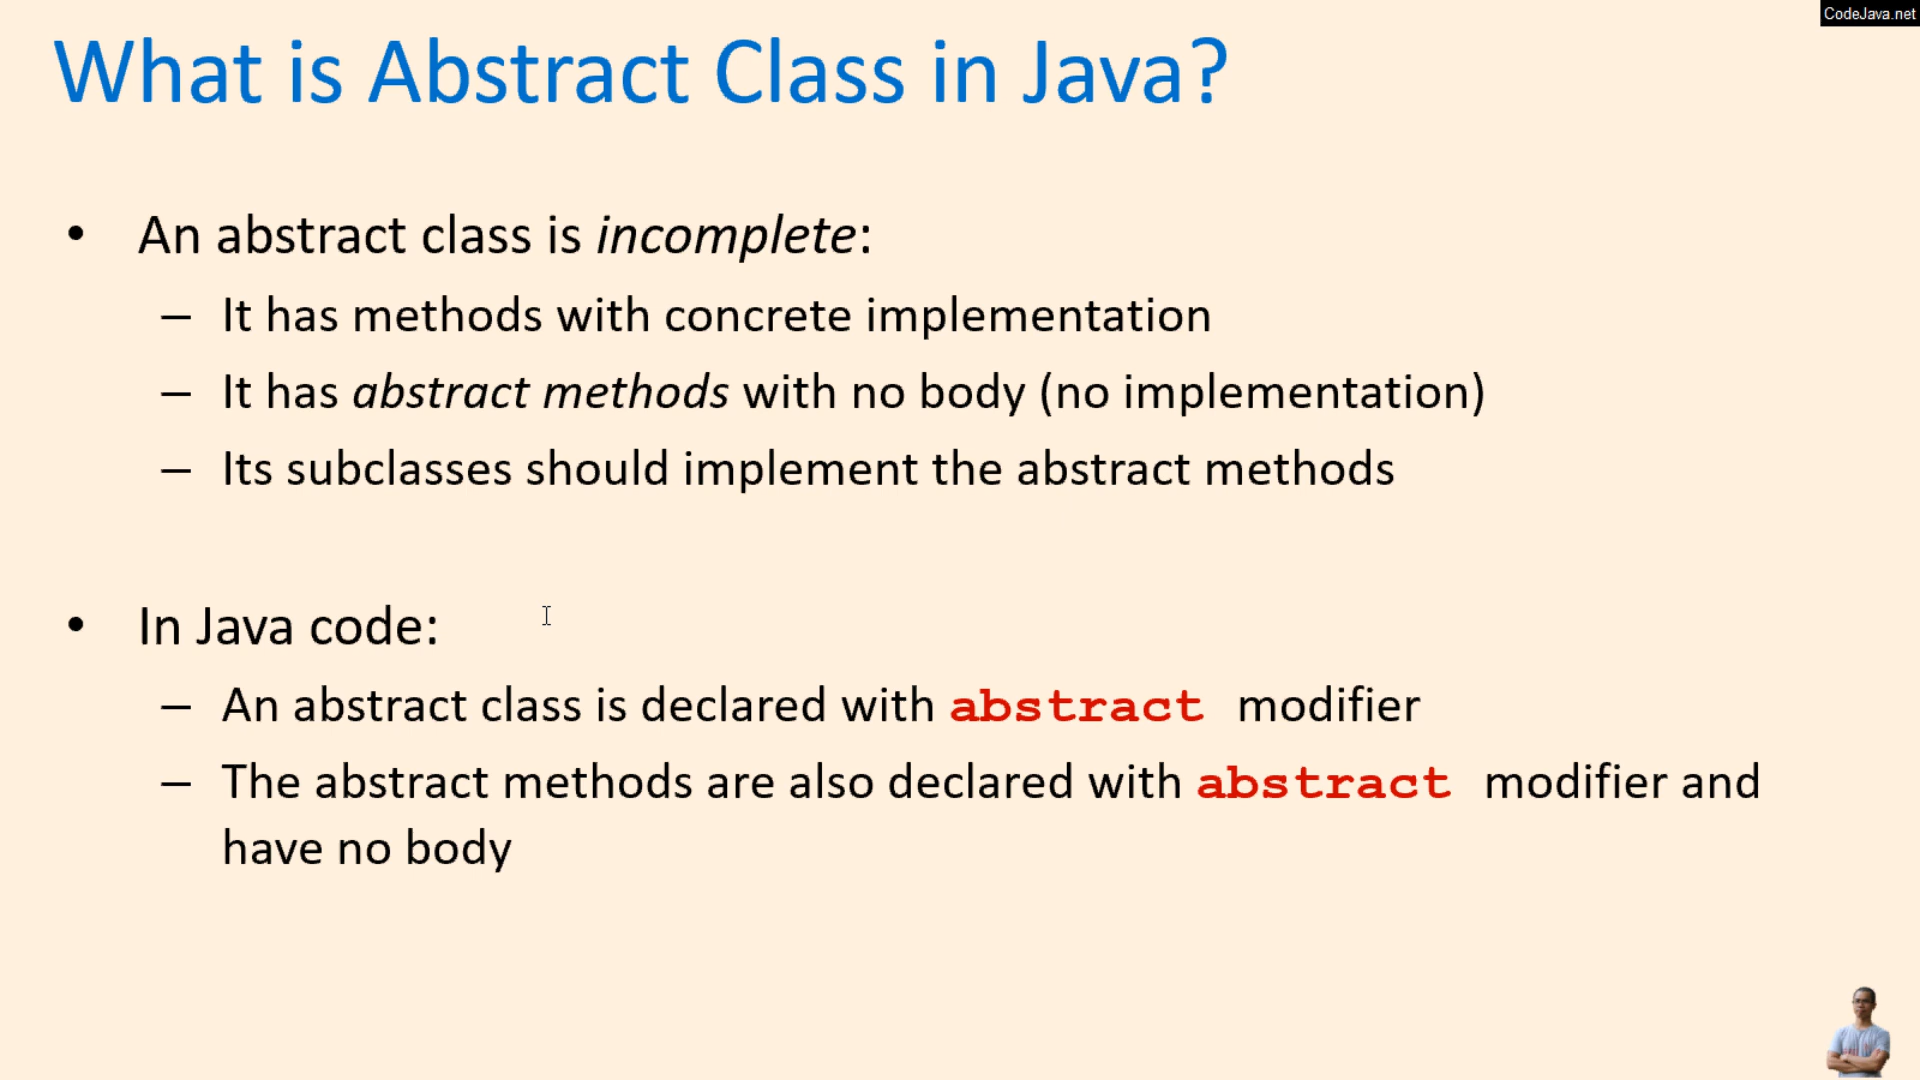 CodeJava.net
What is Abstract Class in Java?
• An abstract class is incomplete:
– It has methods with concrete implementation
– It has abstract methods with no body (no implementation)
– Its subclasses should implement the abstract methods
• In Java code:
– An abstract class is declared with abstract modifier
– The abstract methods are also declared with abstract modifier and
have no body